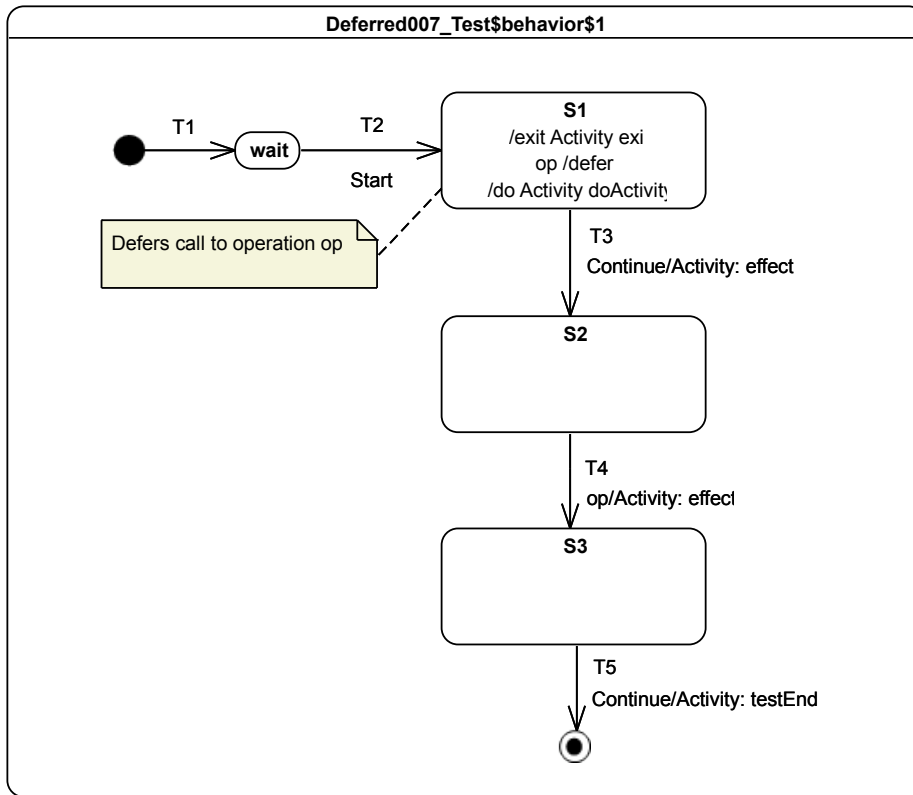 Deferred007_Test$behavior$1
S1
/exit Activity exi
op /defer
/do Activity doActivity
T1
T2
wait
Start
Defers call to operation op
T3
Continue/Activity: effect
S2
T4
op/Activity: effect
S3
T5
Continue/Activity: testEnd